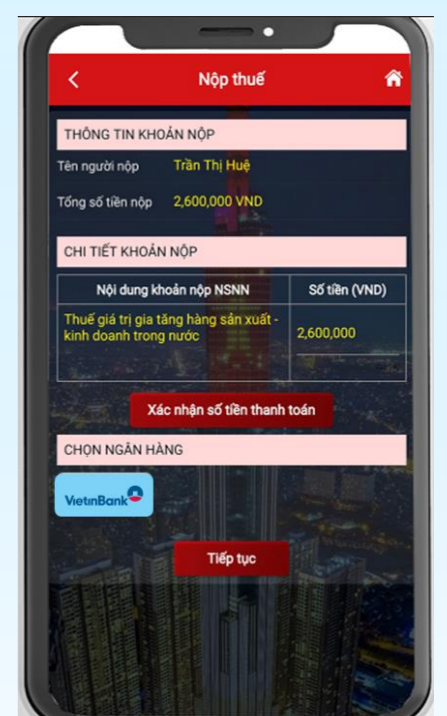 Nộp thuế
THÔNG TIN KHOẢN NỘP
Tên người nộp Trần Thị Huệ
Tổng số tiền nộp 2,600,000 VND
CHI TIẾT KHOẢN NỘP
Nội dung khoản nộp NSNN Số tiền (VND)
Thuế giá trị gia tăng hàng sản xuất -
kinh doanh trong nước 2,600,000
Xác nhận số tiền thanh toán
CHỌN NGÂN HÀNG
VietinBank
Tiếp tục